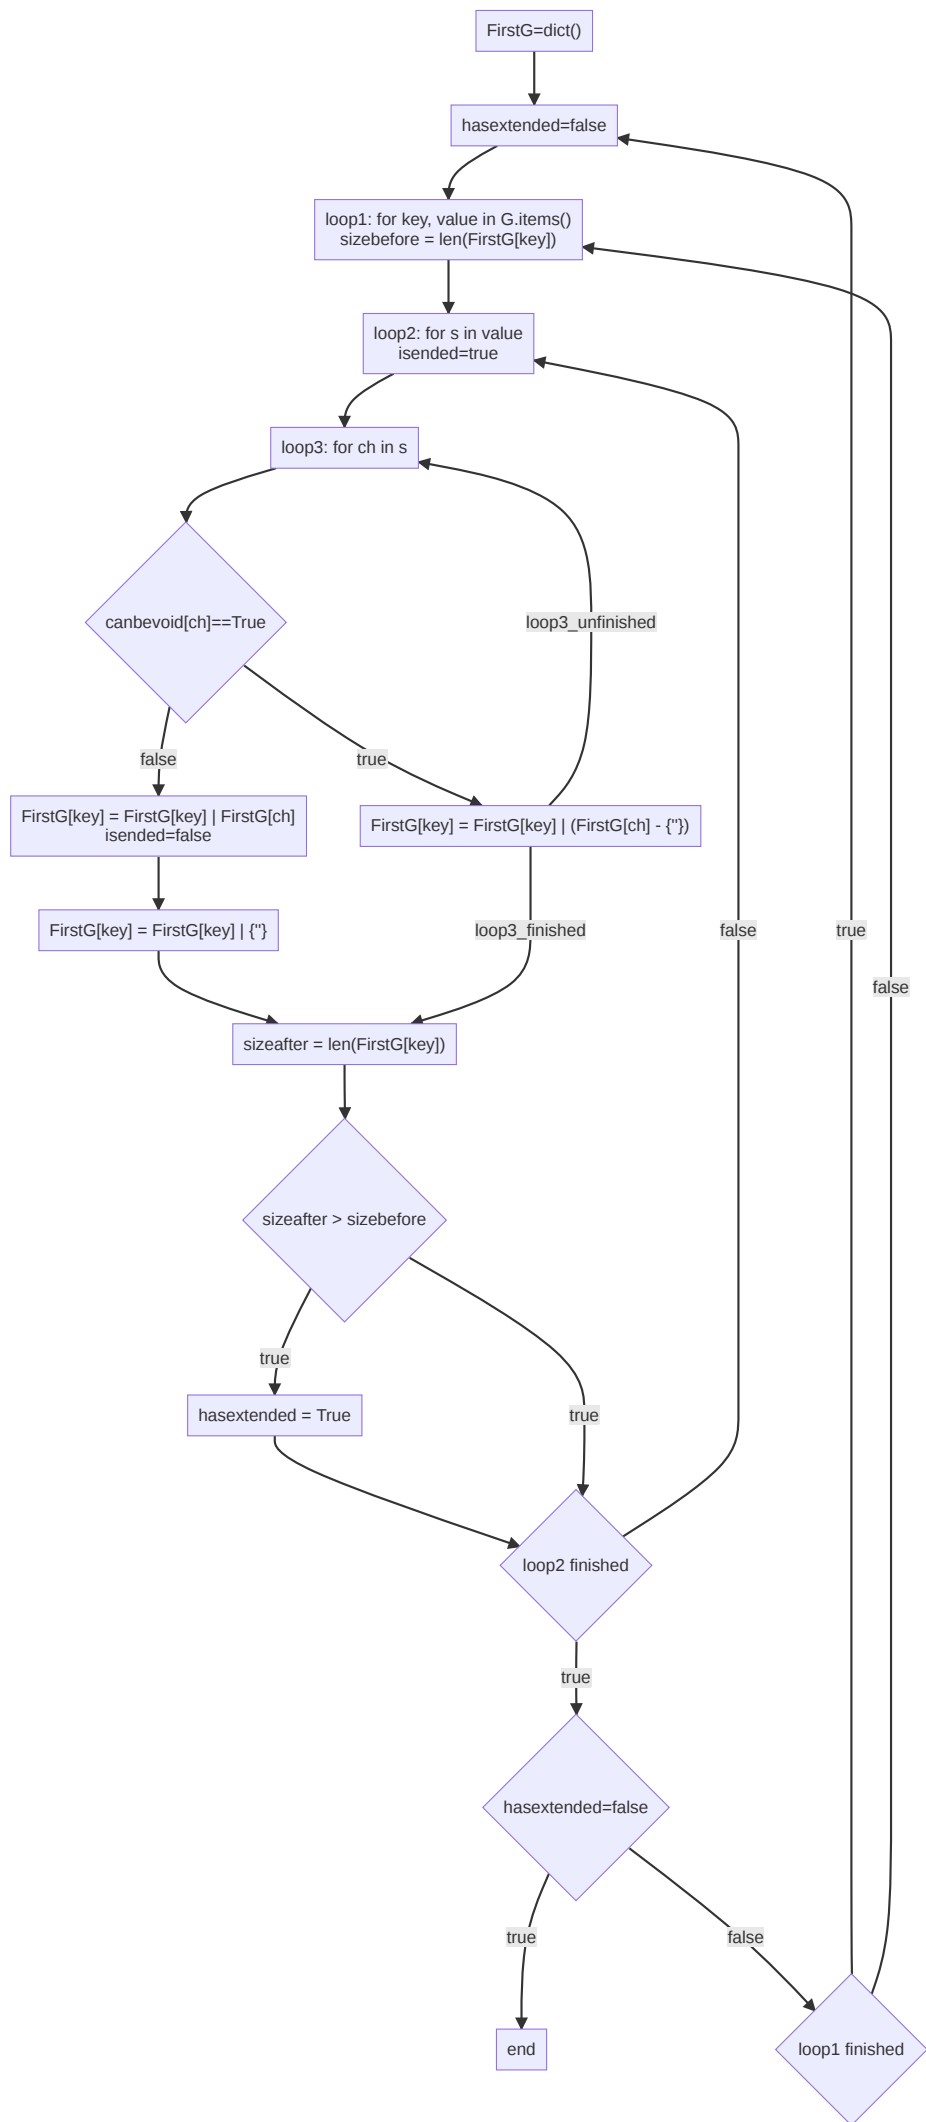 FirstG=dict()
hasextended=false
loop1: for key, value in G.items()
sizebefore = len(FirstG[key])
loop2: for s in value
isended=true
loop3: for ch in s
canbevoid[ch]==True
loop3_unfinished
false
true
FirstG[key] = FirstG[key] | FirstG[ch]
isended=false
FirstG[key] = FirstG[key] | (FirstG[ch] - {''})
FirstG[key] = FirstG[key] | {''}
loop3_finished
false
true
false
sizeafter = len(FirstG[key])
sizeafter > sizebefore
true
hasextended = True
true
loop2 finished
true
hasextended=false
true
false
end
loop1 finished